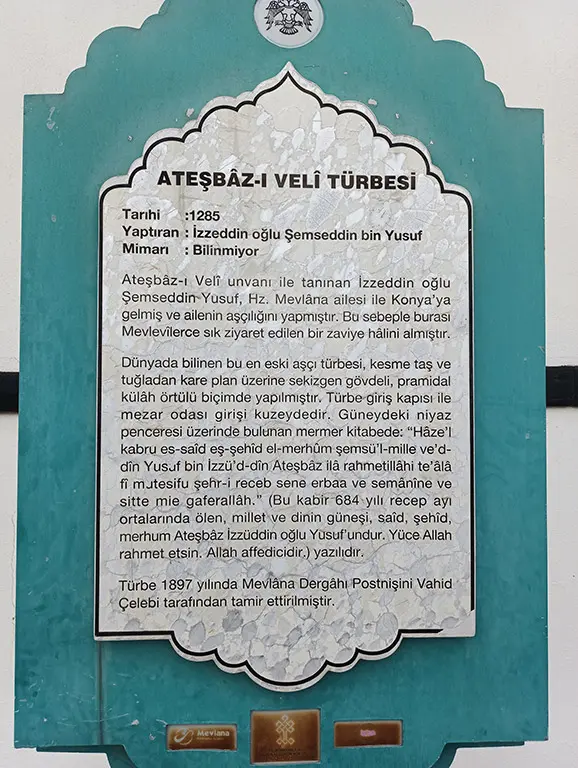 ATEŞBÂZ-I VELÎ TÜRBESİ
Tarihi :1285
Yaptıran : İzzeddin oğlu Şemseddin bin Yusuf
Mimarı : Bilinmiyor
Ateşbâz-ı Velî unvanı ile tanınan İzzeddin oğlu
Şemseddin Yusuf, Hz. Mevlâna ailesi ile Konya'ya
gelmiş ve ailenin aşçılığını yapmıştır. Bu sebeple burası
Mevlevîlerce sık ziyaret edilen bir zaviye hâlini almıştır.
Dünyada bilinen bu en eski aşçı türbesi, kesme taş ve
tuğladan kare plan üzerine sekizgen gövdeli, pramidal
külâh örtülü biçimde yapılmıştır. Türbe giriş kapısı ile
mezar odası girişi kuzeydedir. Güneydeki niyaz
penceresi üzerinde bulunan mermer kitabede: “Hâze'l
kabru es-saîd eş-şehîd el-merhûm şemsü'l-mille ve'd-
dîn Yusuf bin İzzü'd-dîn Ateşbâz ilâ rahmetillâhi te'âlâ
fî mutesifu şehr-i receb sene erbaa ve semânîne ve
sitte mie gaferallâh.” (Bu kabir 684 yılı recep ayı
ortalarında ölen, millet ve dinin güneşi, saîd, şehîd,
merhum Ateşbâz İzzüddin oğlu Yusuf'undur. Yüce Allah
rahmet etsin. Allah affedicidir.) yazılıdır.
Türbe 1897 yılında Mevlâna Dergâhı Postnişini Vahid
Çelebi tarafından tamir ettirilmiştir.
Mevlana